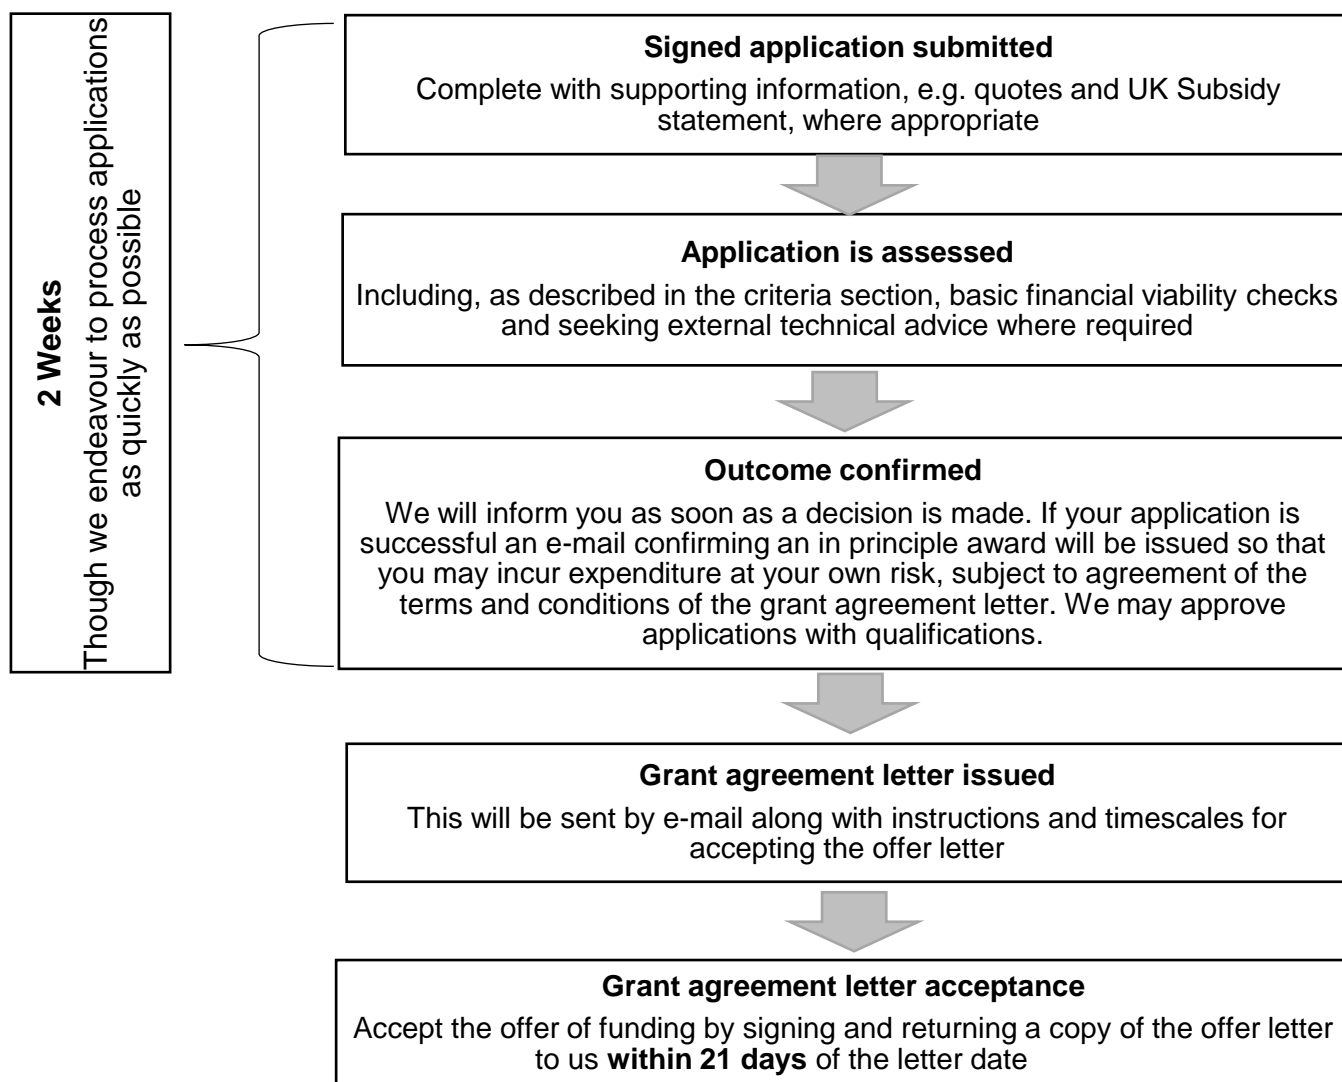 2 Weeks
Though we endeavour to process applications
as quickly as possible
Signed application submitted
Complete with supporting information, e.g. quotes and UK Subsidy
statement, where appropriate
Application is assessed
Including, as described in the criteria section, basic financial viability checks
and seeking external technical advice where required
Outcome confirmed
We will inform you as soon as a decision is made. If your application is
successful an e-mail confirming an in principle award will be issued so that
you may incur expenditure at your own risk, subject to agreement of the
terms and conditions of the grant agreement letter. We may approve
applications with qualifications.
Grant agreement letter issued
This will be sent by e-mail along with instructions and timescales for
accepting the offer letter
Grant agreement letter acceptance
Accept the offer of funding by signing and returning a copy of the offer letter
to us within 21 days of the letter date